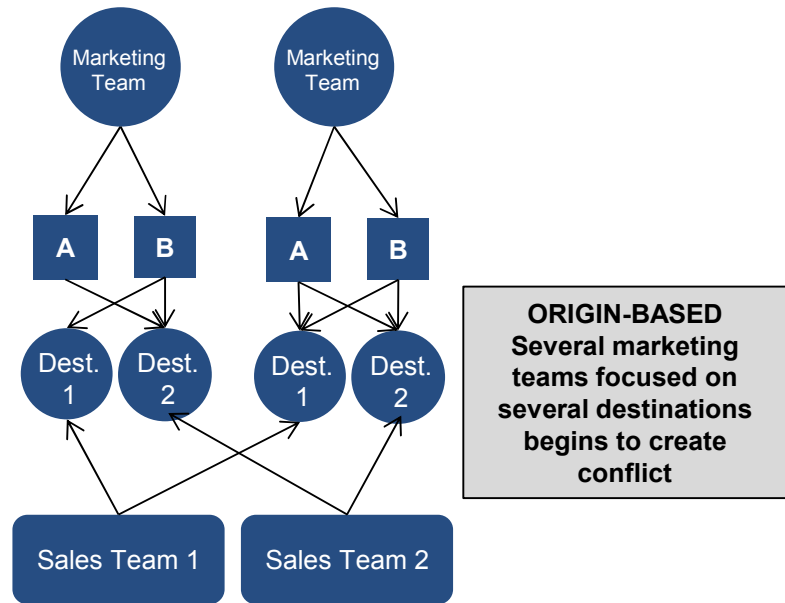 Marketing
Team
Marketing
Team
A
B
A
B
Dest.
1
Dest.
2
Dest.
1
Dest.
2
ORIGIN-BASED
Several marketing
teams focused on
several destinations
begins to create
conflict
Sales Team 1
Sales Team 2